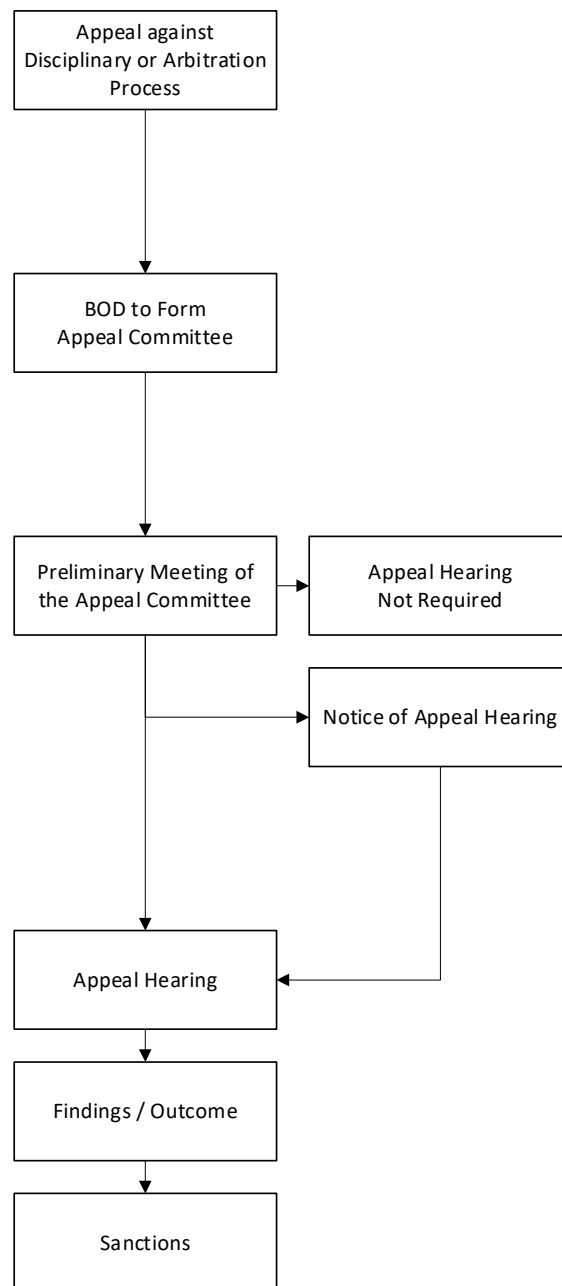 Appeal against
Disciplinary or Arbitration
Process
BOD to Form
Appeal Committee
Preliminary Meeting of
the Appeal Committee
Appeal Hearing
Not Required
Notice of Appeal Hearing
Appeal Hearing
Findings / Outcome
Sanctions